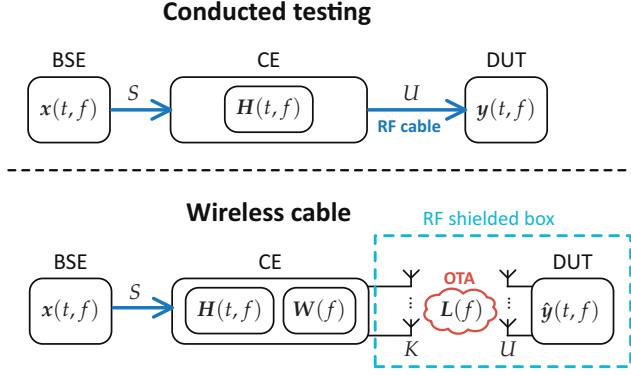 Conducted testing
BSE
CE
DUT
x(t, f)
S
H(t, f)
U
RF cable
y(t, f)
Wireless cable
RF shielded box
BSE
CE
DUT
x(t, f)
S
H(t, f)
W(f)
OTA
L(f)
ŷ(t, f)
K
U